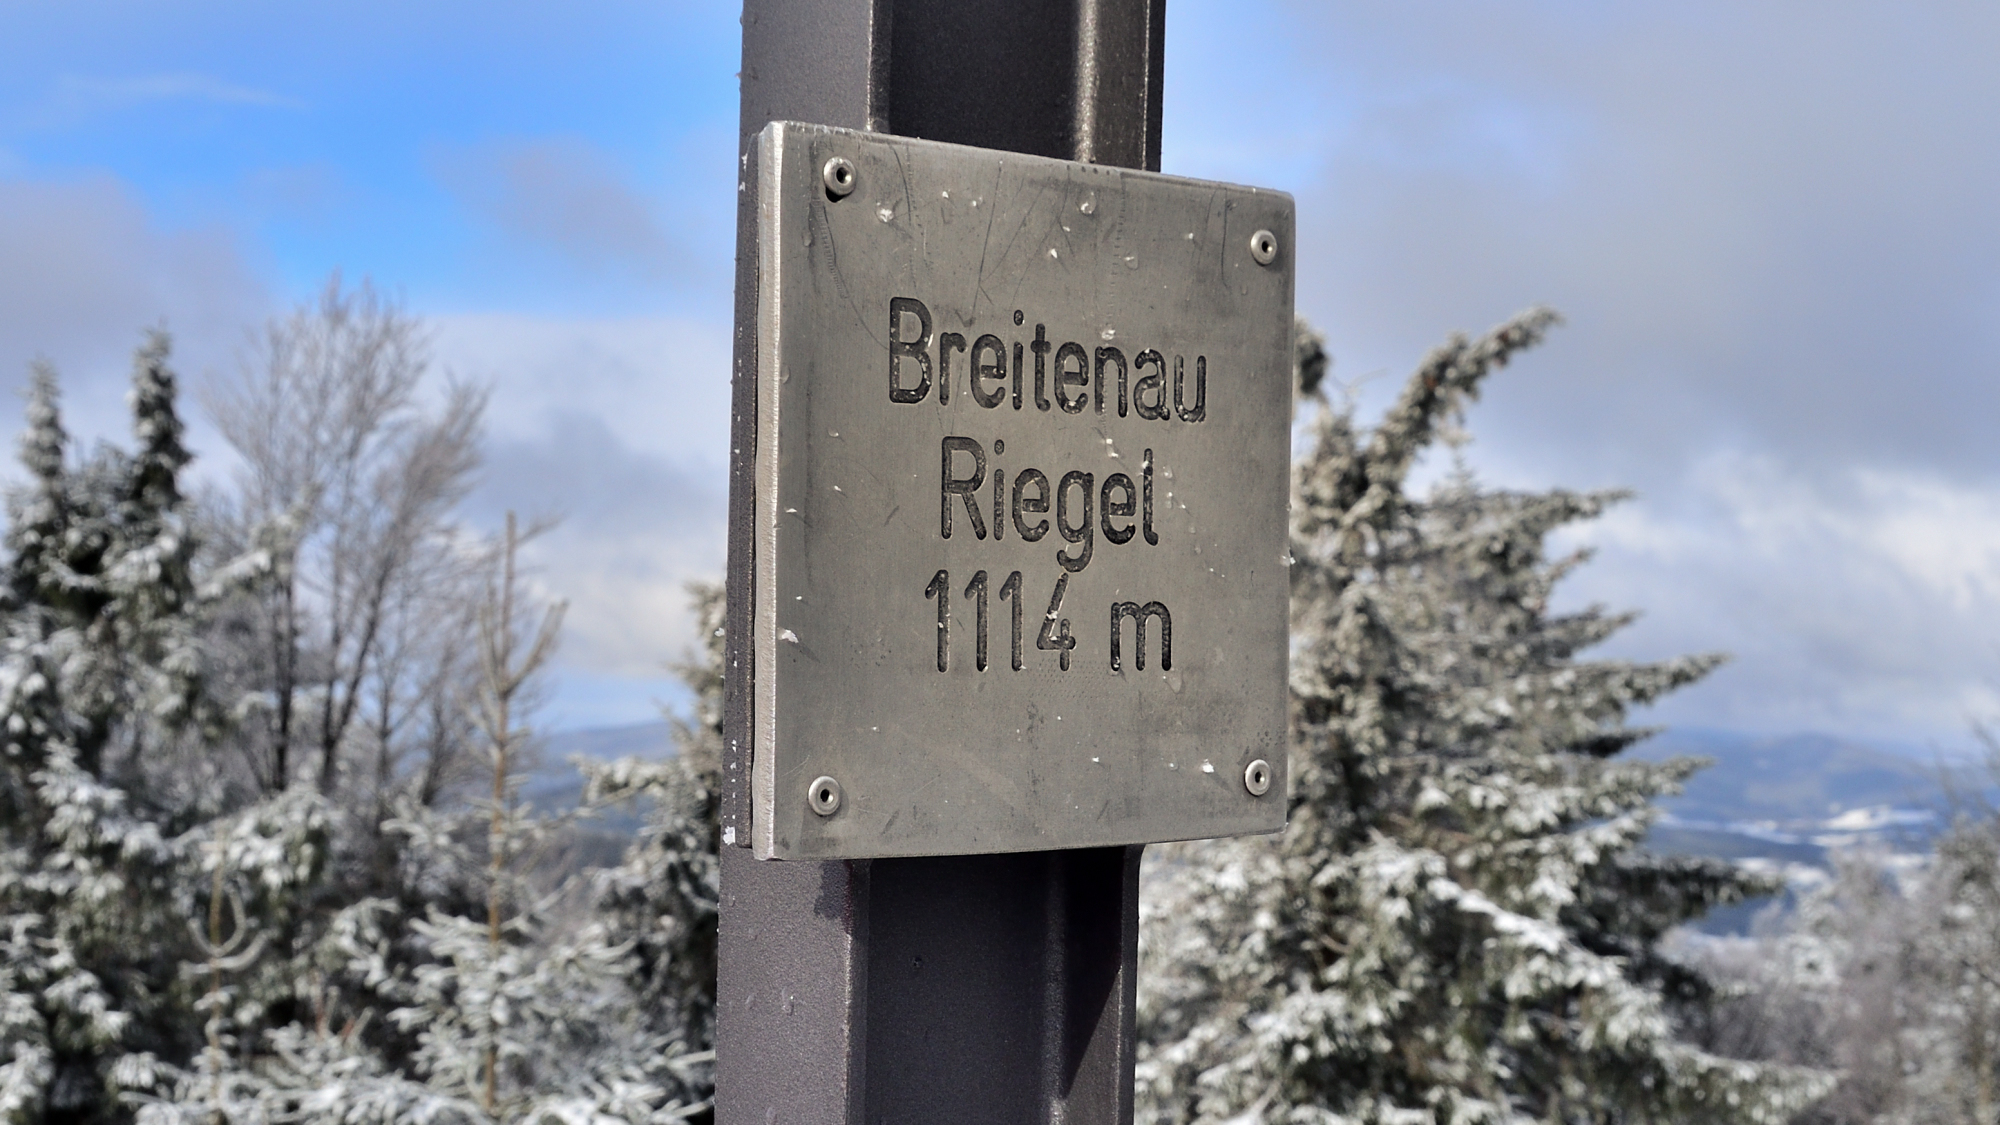 Breitenau
Riegel
1114 m